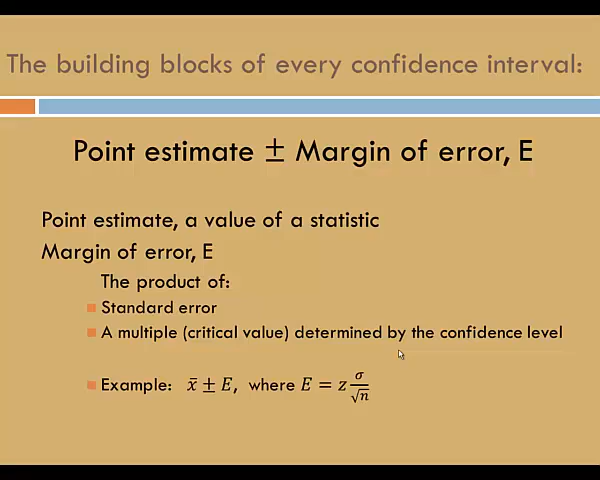 The building blocks of every confidence interval:
Point estimate ± Margin of error, E
Point estimate, a value of a statistic
Margin of error, E
The product of:
Standard error
A multiple (critical value) determined by the confidence level
Example: x̄ ± E, where E = z σ/√n